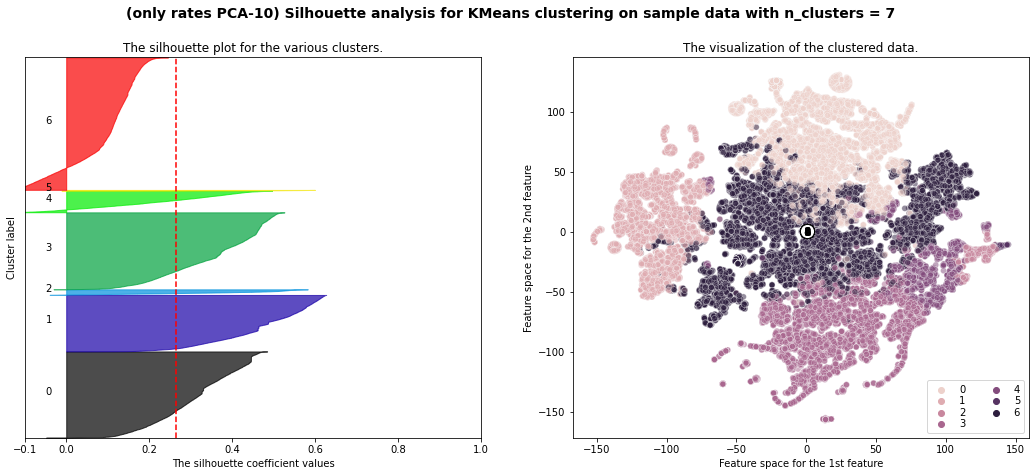 (only rates PCA-10) Silhouette analysis for KMeans clustering on sample data with n_clusters = 7
The silhouette plot for the various clusters.
Cluster label
6
5
4
3
2
1
0
−0.1 0.0 0.2 0.4 0.6 0.8 1.0
The silhouette coefficient values
The visualization of the clustered data.
Feature space for the 2nd feature
100
50
0
−50
−100
−150
0 4
1 5
2 6
3
−150 −100 −50 0 50 100 150
Feature space for the 1st feature